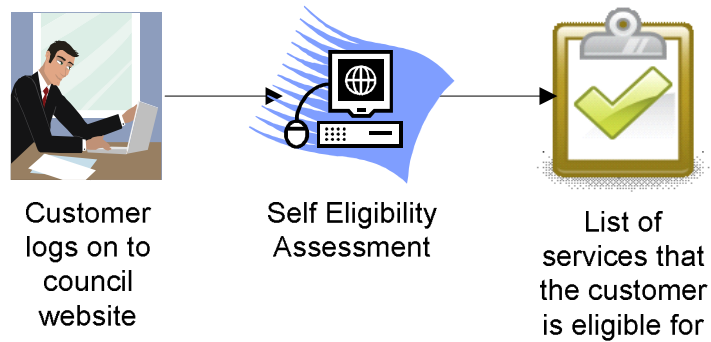 Customer
logs on to
council
website
Self Eligibility
Assessment
List of
services that
the customer
is eligible for